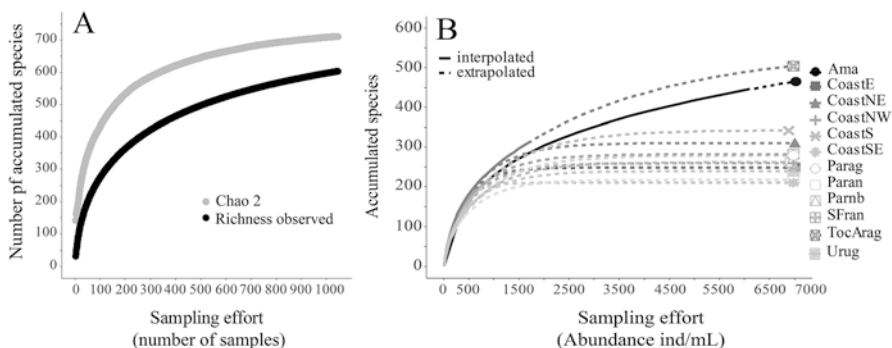 A
Number pf accumulated species
700
600
500
400
300
200
100
0
Chao 2
Richness observed
0 100 200 300 400 500 600 700 800 900 1000
Sampling effort
(number of samples)
B
Accumulated species
600
500
400
300
200
100
0
interpolated
extrapolated
0 500 1500 2500 3500 4500 5500 6500 7000
Sampling effort
(Abundance ind/mL)
Ama
CoastE
CoastNE
CoastNW
CoastS
CoastSE
Parag
Paran
Parnb
SFran
TocArag
Urug